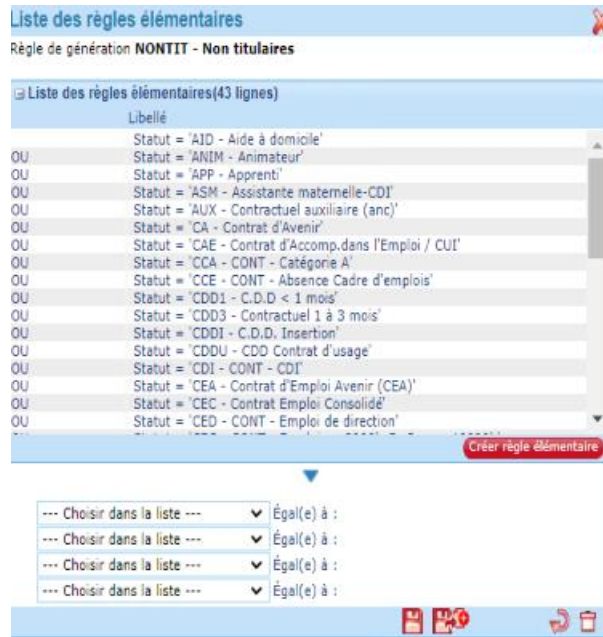 Liste des règles élémentaires
Règle de génération NONTIT - Non titulaires
Liste des règles élémentaires(43 lignes)
Libellé
Statut = 'AID - Aide à domicile'
OU Statut = 'ANIM - Animateur'
OU Statut = 'APP - Apprenti'
OU Statut = 'ASM - Assistante maternelle-CDI'
OU Statut = 'AUX - Contractuel auxiliaire (anc)'
OU Statut = 'CA - Contrat d'Avenir'
OU Statut = 'CAE - Contrat d'Accomp.dans l'Emploi / CUI'
OU Statut = 'CCA - CONT - Catégorie A'
OU Statut = 'CCE - CONT - Absence Cadre d'emplois'
OU Statut = 'CDD1 - C.D.D < 1 mois'
OU Statut = 'CDD3 - Contractuel 1 à 3 mois'
OU Statut = 'CDDI - C.D.D. Insertion'
OU Statut = 'CDDU - CDD Contrat d'usage'
OU Statut = 'CDI - CONT - CDI'
OU Statut = 'CEA - Contrat d'Emploi Avenir (CEA)'
OU Statut = 'CEC - Contrat Emploi Consolidé'
OU Statut = 'CED - CONT - Emploi de direction'
Créer règle élémentaire
--- Choisir dans la liste --- Égal(e) à :
--- Choisir dans la liste --- Égal(e) à :
--- Choisir dans la liste --- Égal(e) à :
--- Choisir dans la liste --- Égal(e) à :